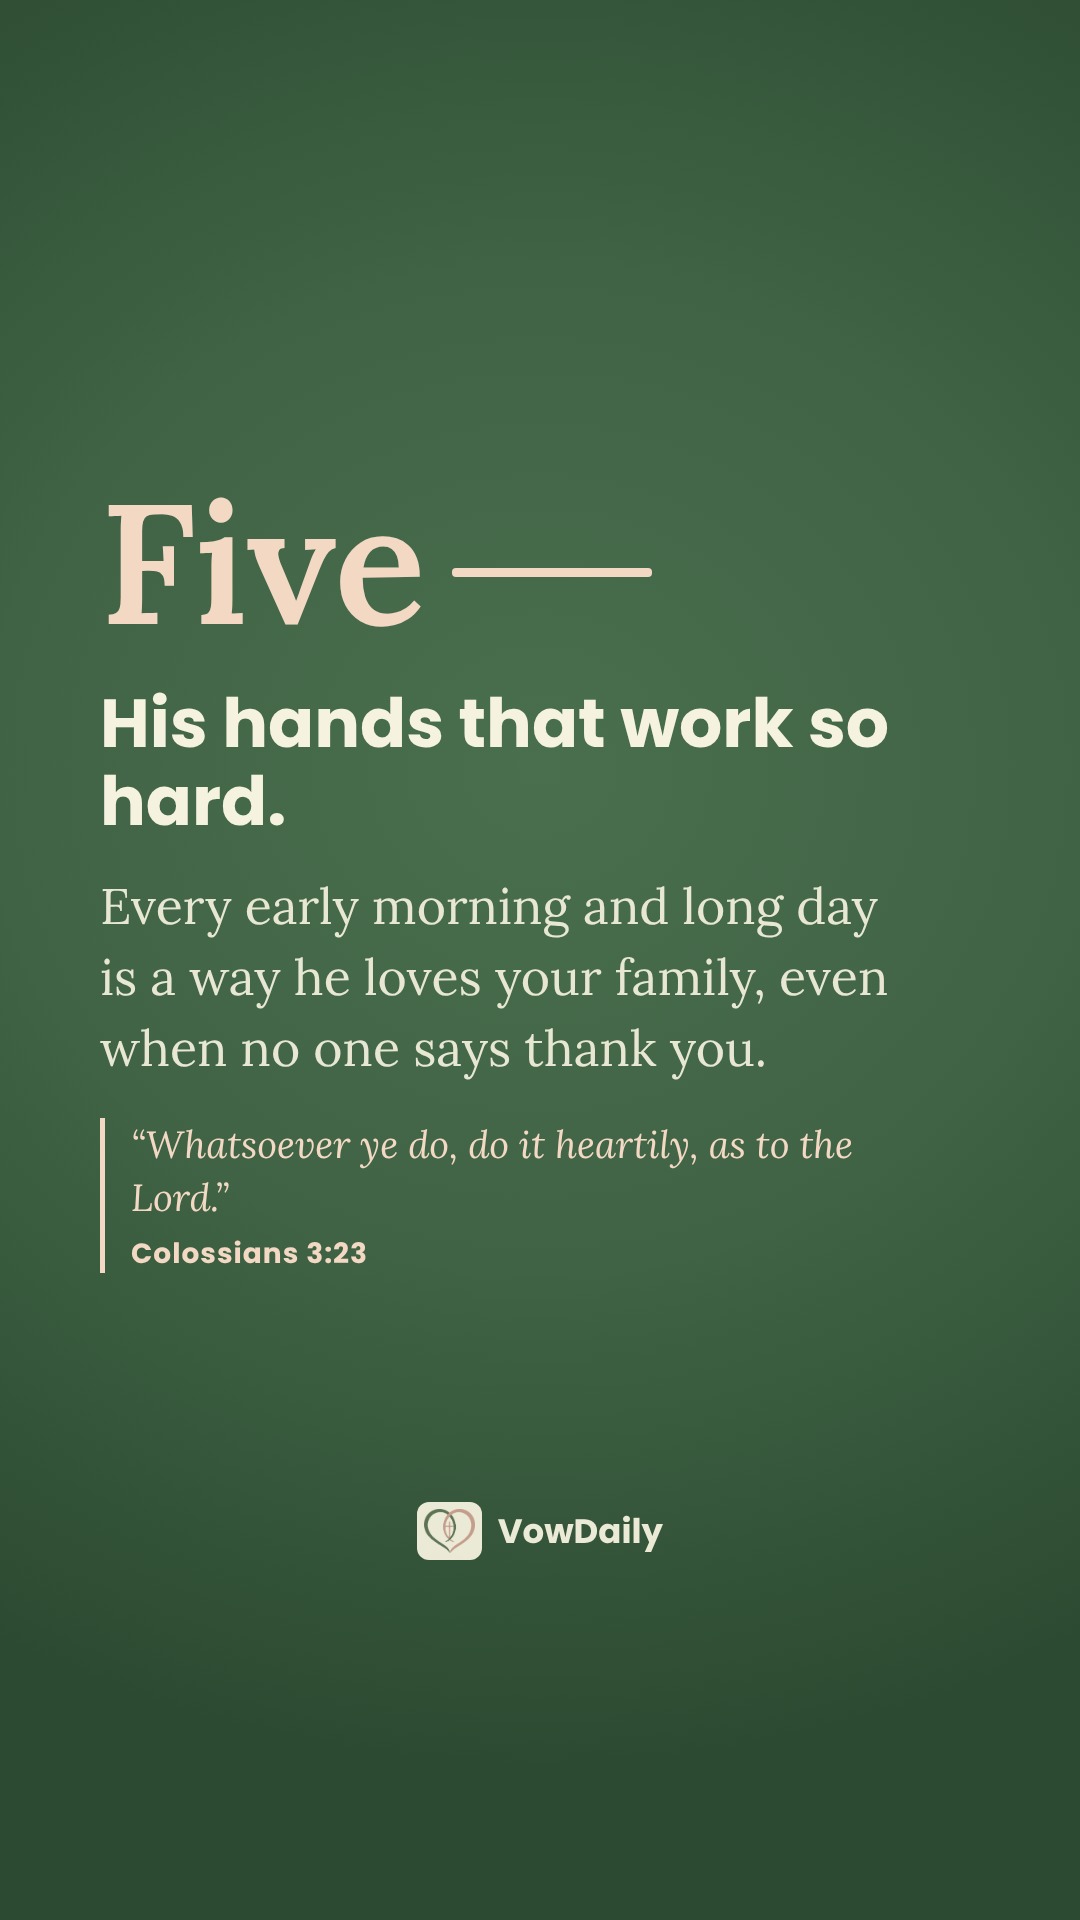 Five —
His hands that work so
hard.
Every early morning and long day
is a way he loves your family, even
when no one says thank you.
“Whatsoever ye do, do it heartily, as to the
Lord.”
Colossians 3:23
VowDaily